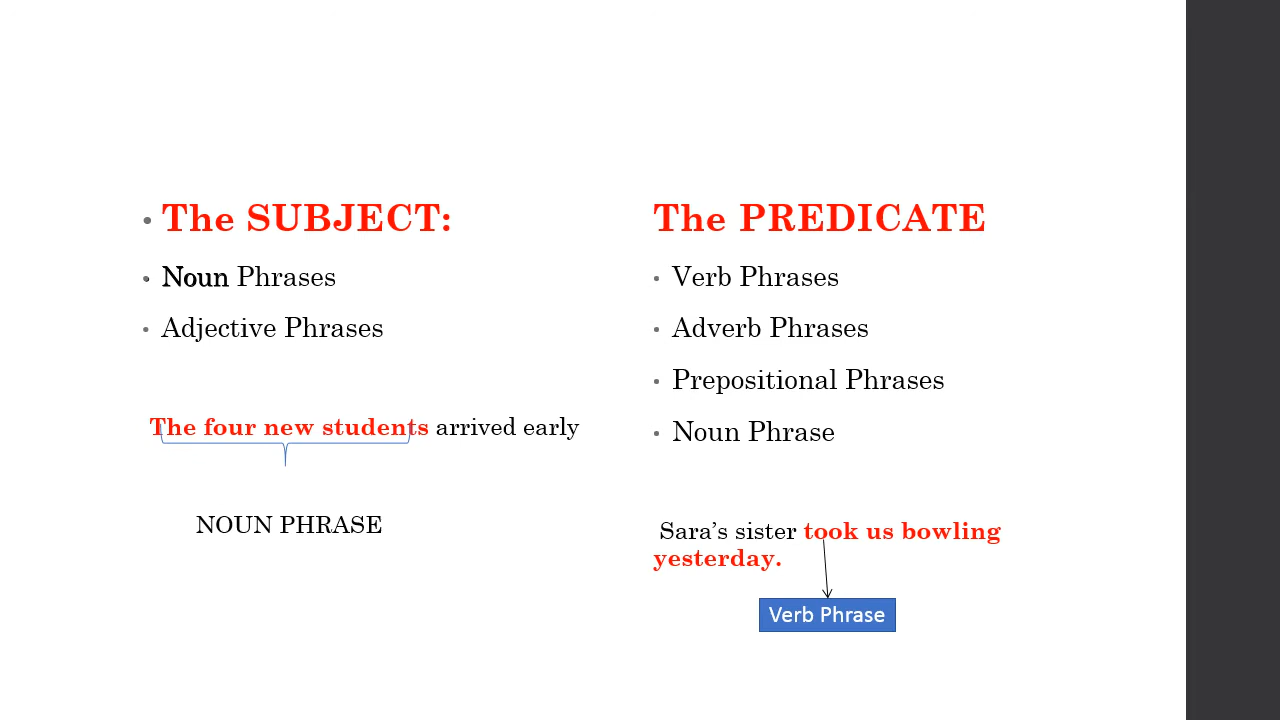 The SUBJECT:
Noun Phrases
Adjective Phrases
The four new students arrived early
NOUN PHRASE
The PREDICATE
Verb Phrases
Adverb Phrases
Prepositional Phrases
Noun Phrase
Sara’s sister took us bowling
yesterday.
Verb Phrase